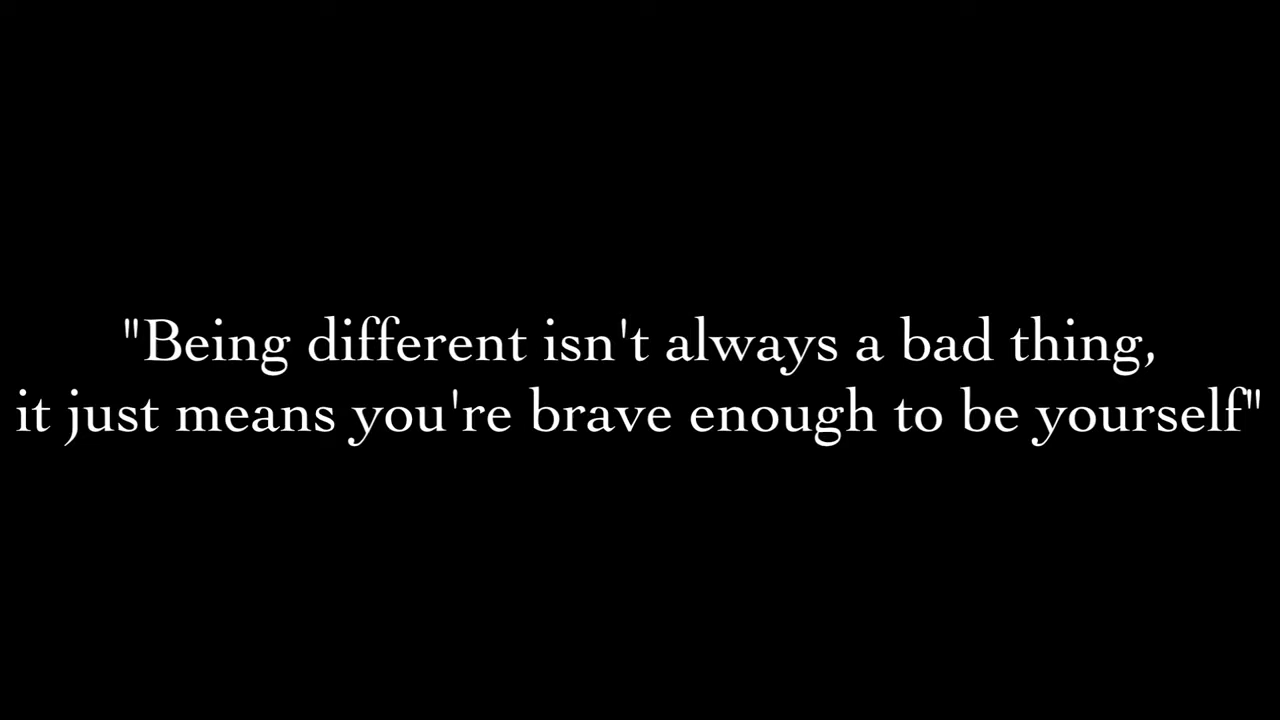 "Being different isn't always a bad thing,
it just means you're brave enough to be yourself"